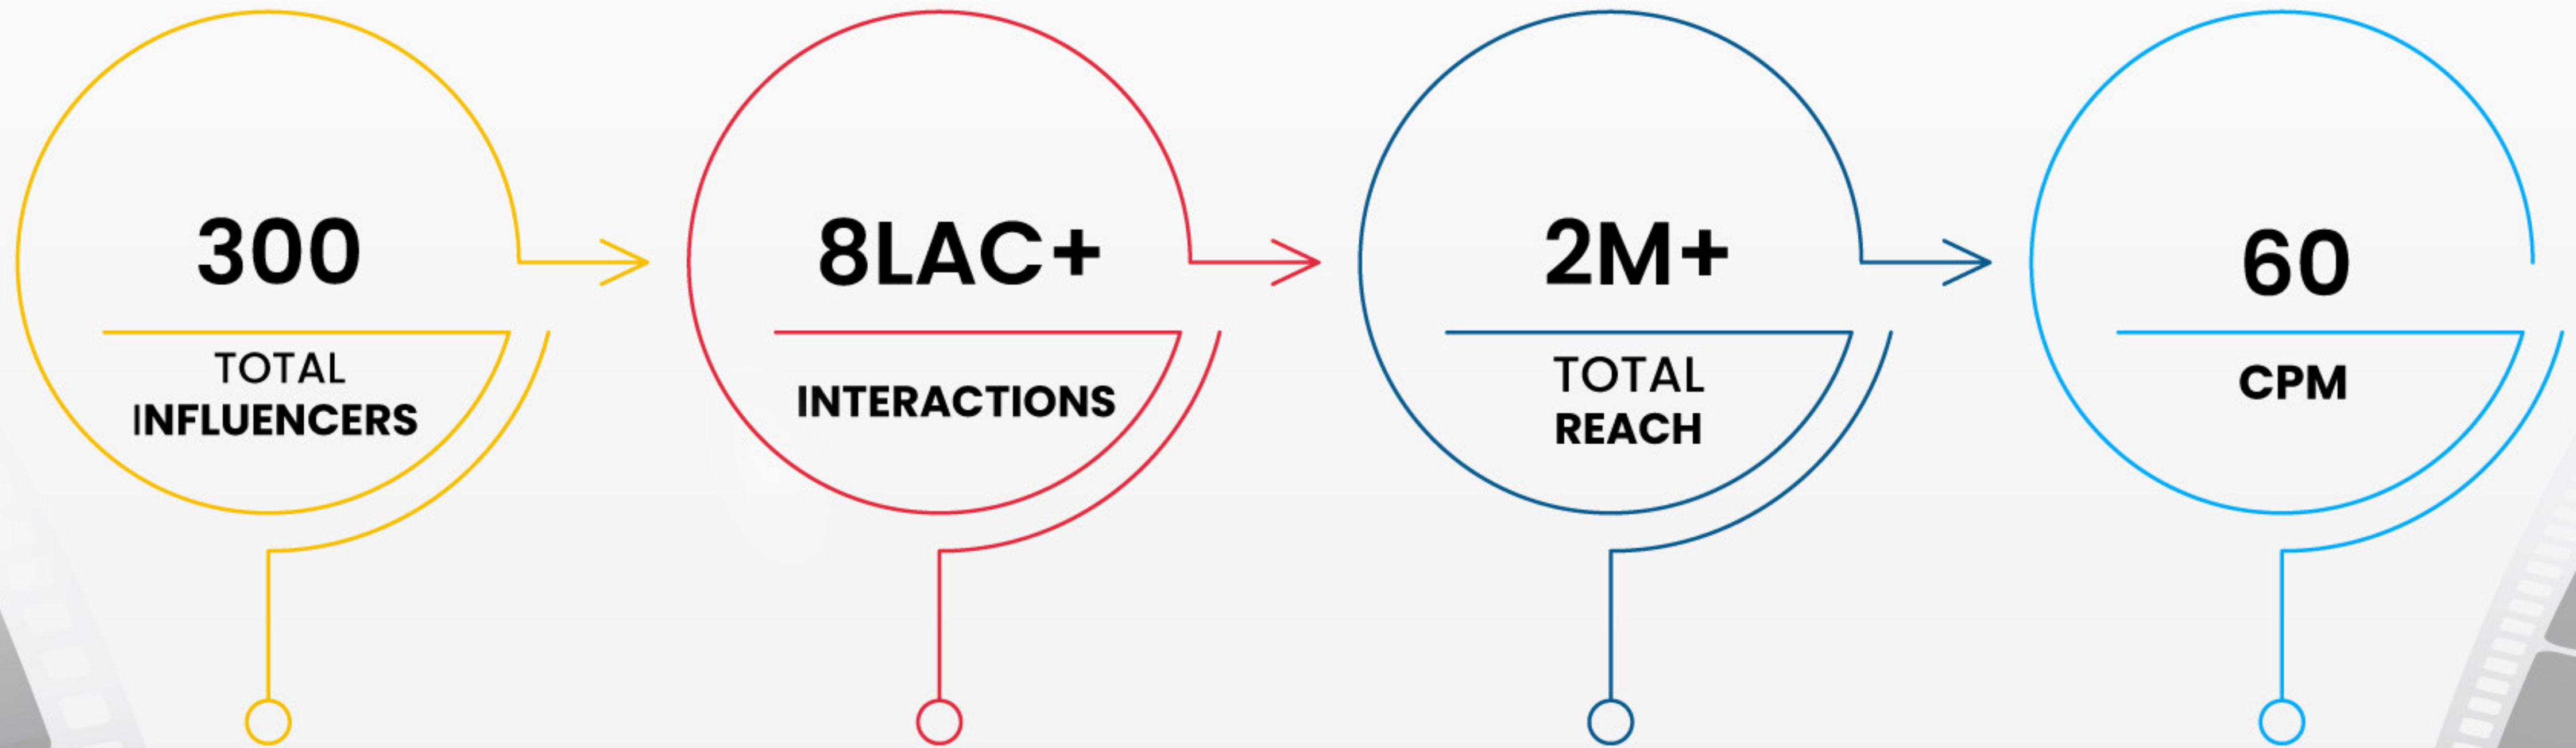 300
TOTAL
INFLUENCERS
8LAC+
INTERACTIONS
2M+
TOTAL
REACH
60
CPM